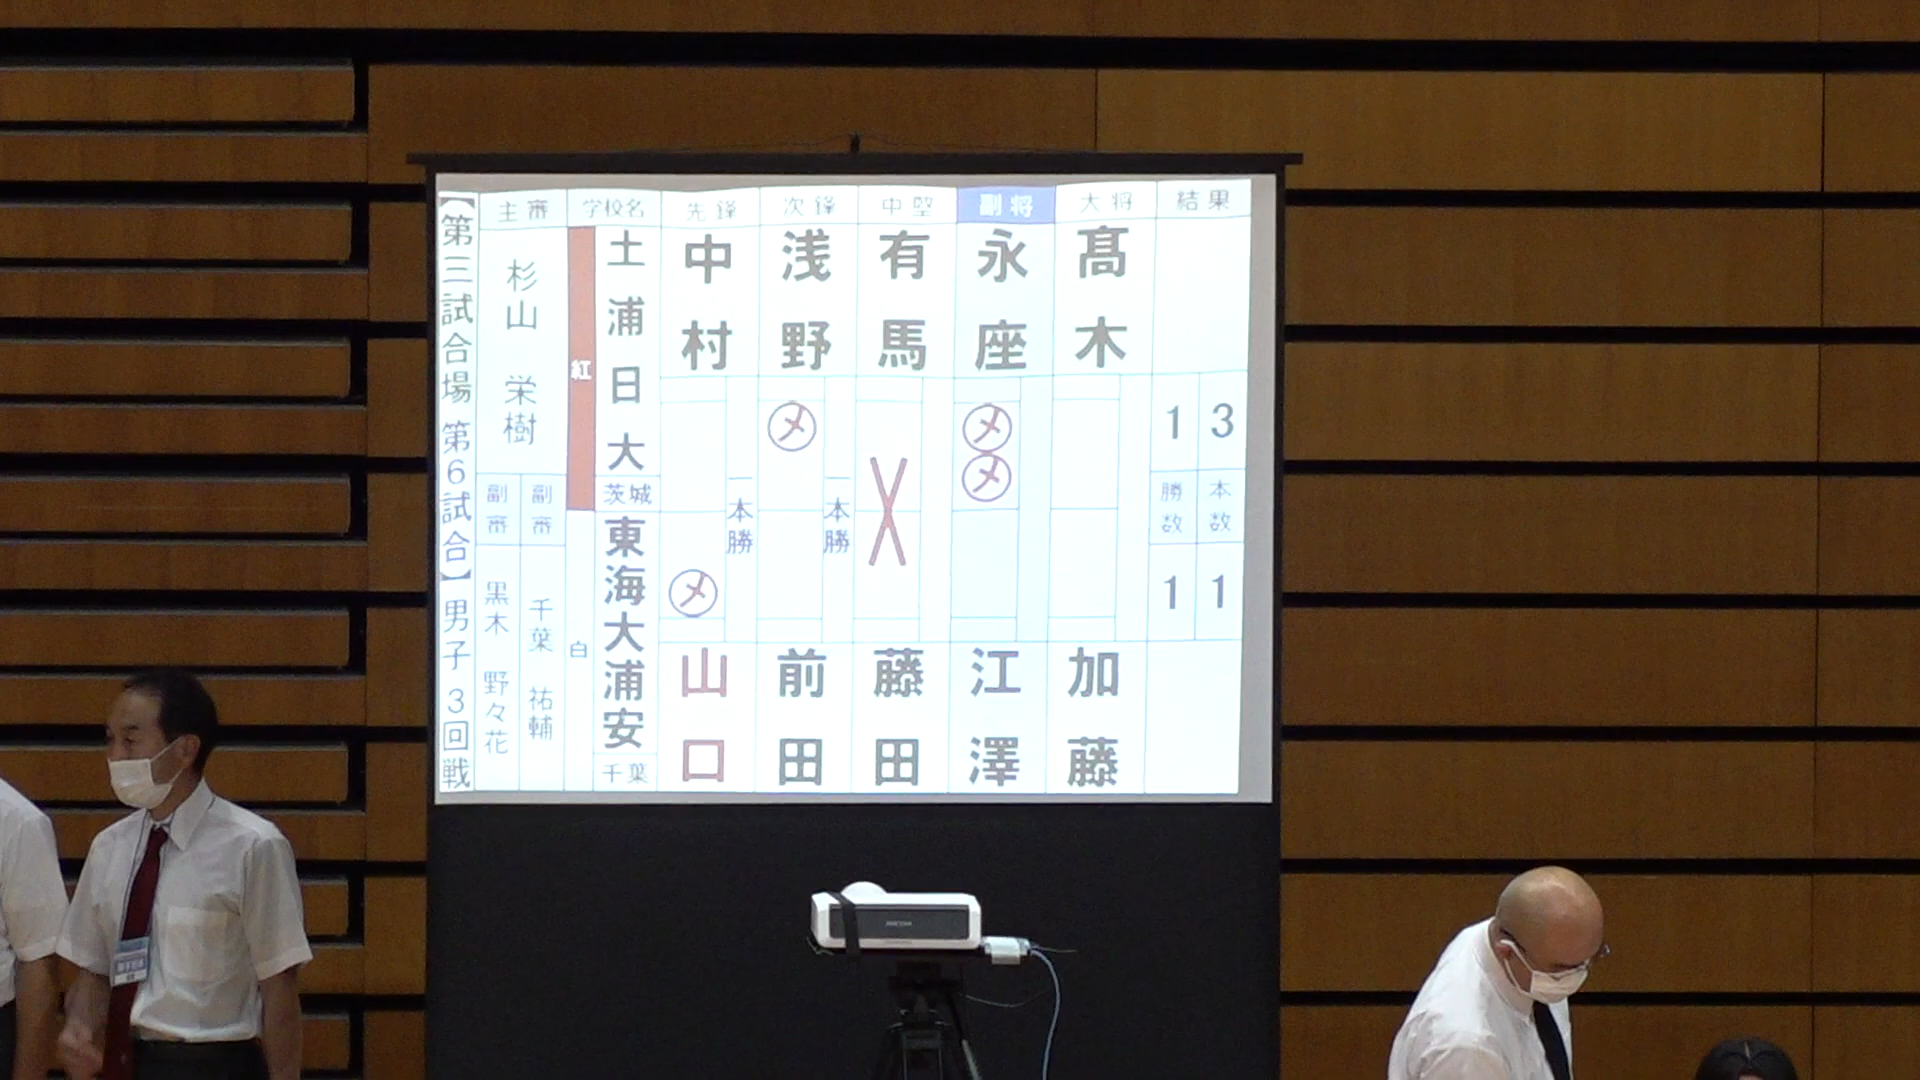 【第三試合場 第6試合】男子 3回戦
主審
杉山 栄樹
副審
黒木 野々花
副審
千葉 祐輔
紅
白
学校名
土浦日大
茨城
東海大浦安
千葉
先鋒
中村
一本勝
メ
山口
次鋒
浅野
メ
一本勝
前田
中堅
有馬
藤田
副将
永座
メ
メ
江澤
大将
髙木
加藤
結果
1 3
勝数 本数
1 1